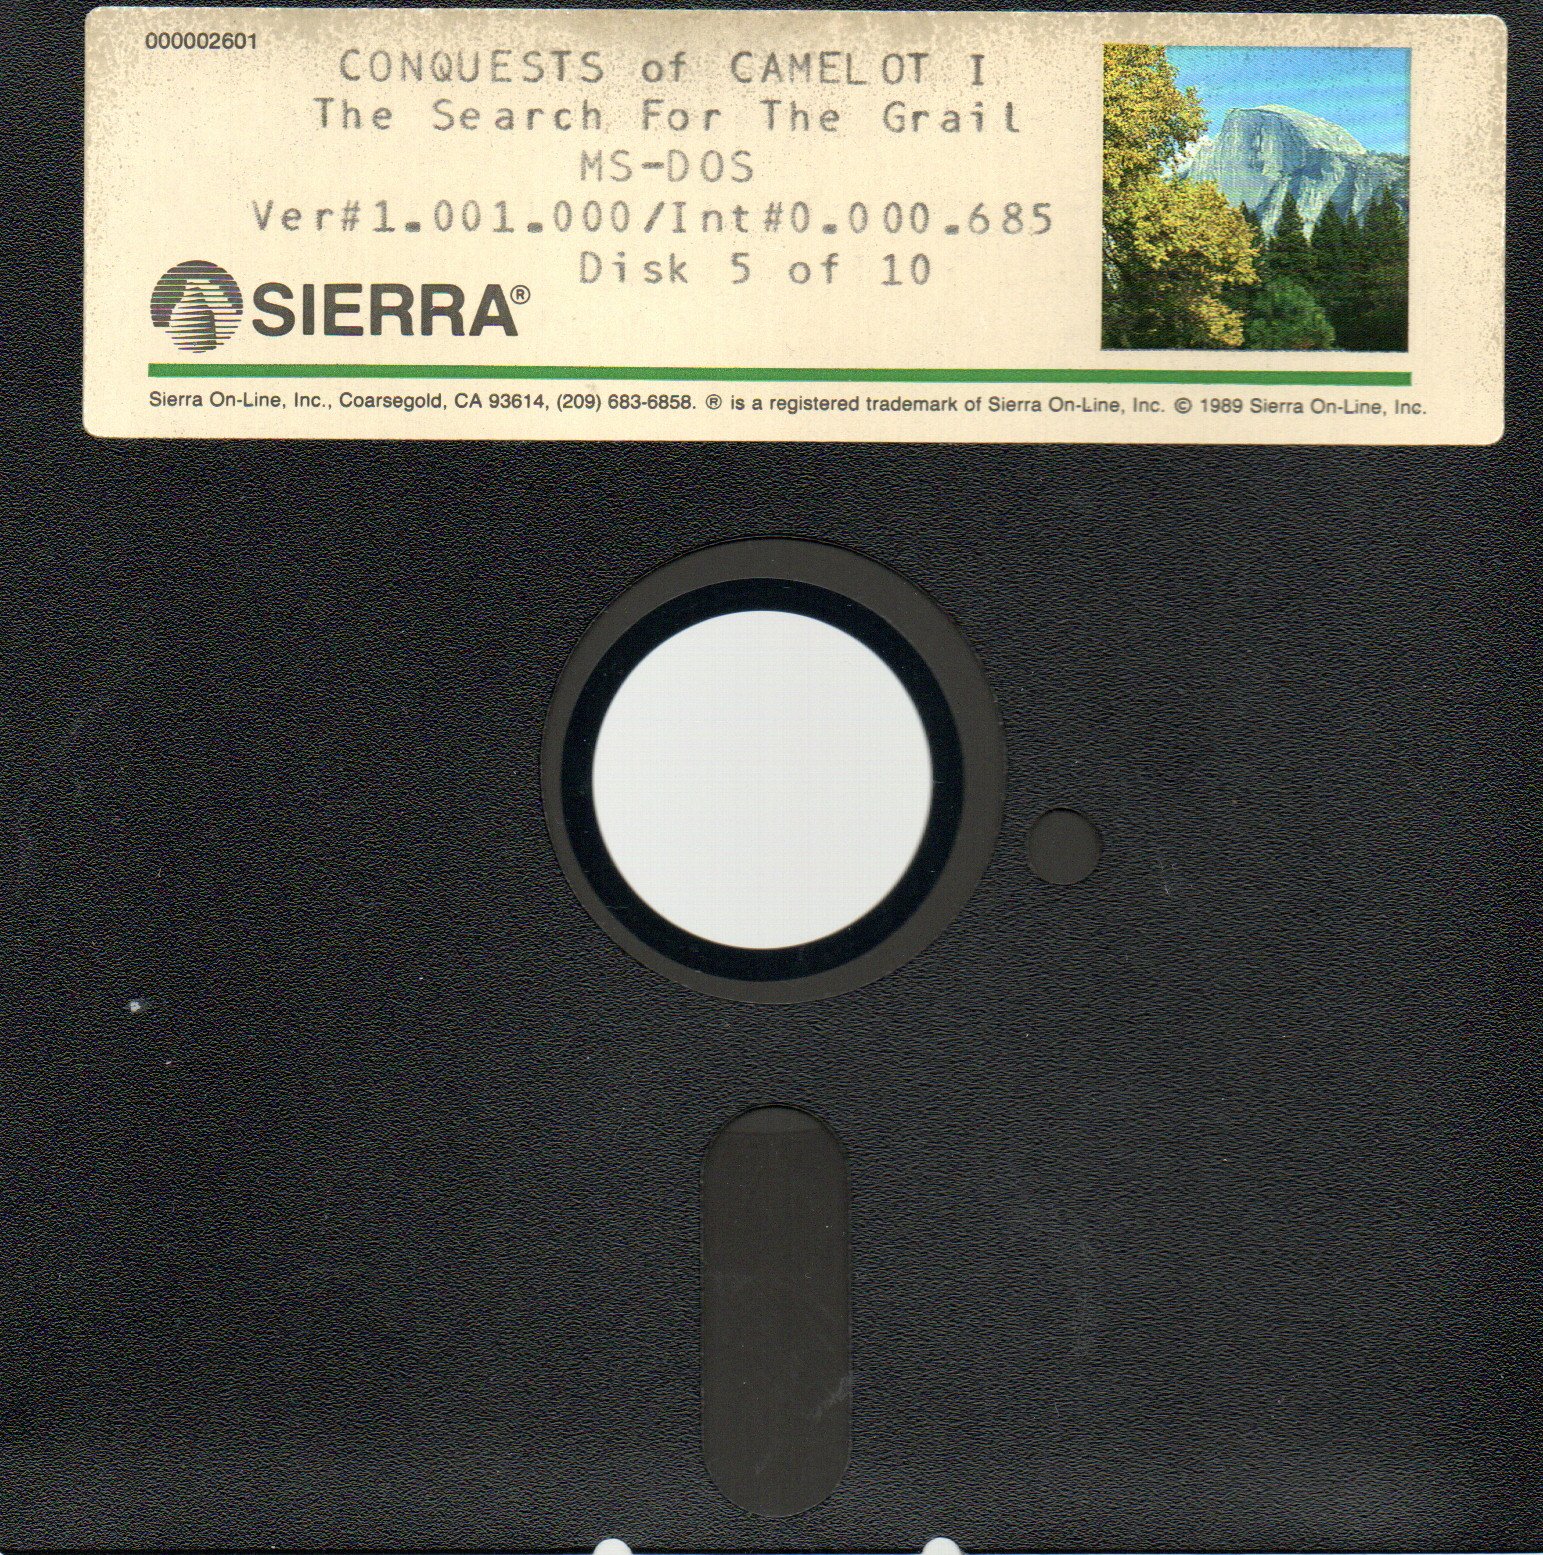 000002601
CONQUESTS of CAMELOT I
The Search For The Grail
MS-DOS
Ver#1.001.000/Int#0.000.685
Disk 5 of 10
SIERRA®
Sierra On-Line, Inc., Coarsegold, CA 93614, (209) 683-6858. ® is a registered trademark of Sierra On-Line, Inc. © 1989 Sierra On-Line, Inc.